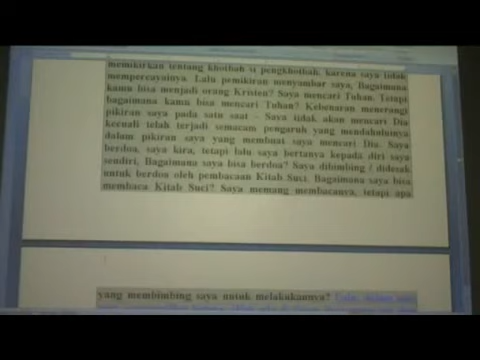 memikirkan tentang khotbah si pengkhotbah, karena saya tidak
mempercayainya. Lalu pemikiran menyambar saya, Bagaimana
kamu bisa menjadi orang Kristen? Saya mencari Tuhan. Tetapi
bagaimana kamu bisa mencari Tuhan? Kebenaran menerangi
pikiran saya pada satu saat – Saya tidak akan mencari Dia
kecuali telah terjadi semacam pengaruh yang mendahuluinya
dalam pikiran saya yang membuat saya mencari Dia. Saya
berdoa, saya kira, tetapi lalu saya bertanya kepada diri saya
sendiri, Bagaimana saya bisa berdoa? Saya dibimbing / didesak
untuk berdoa oleh pembacaan Kitab Suci. Bagaimana saya bisa
membaca Kitab Suci? Saya memang membacanya, tetapi apa
yang membimbing saya untuk melakukannya?